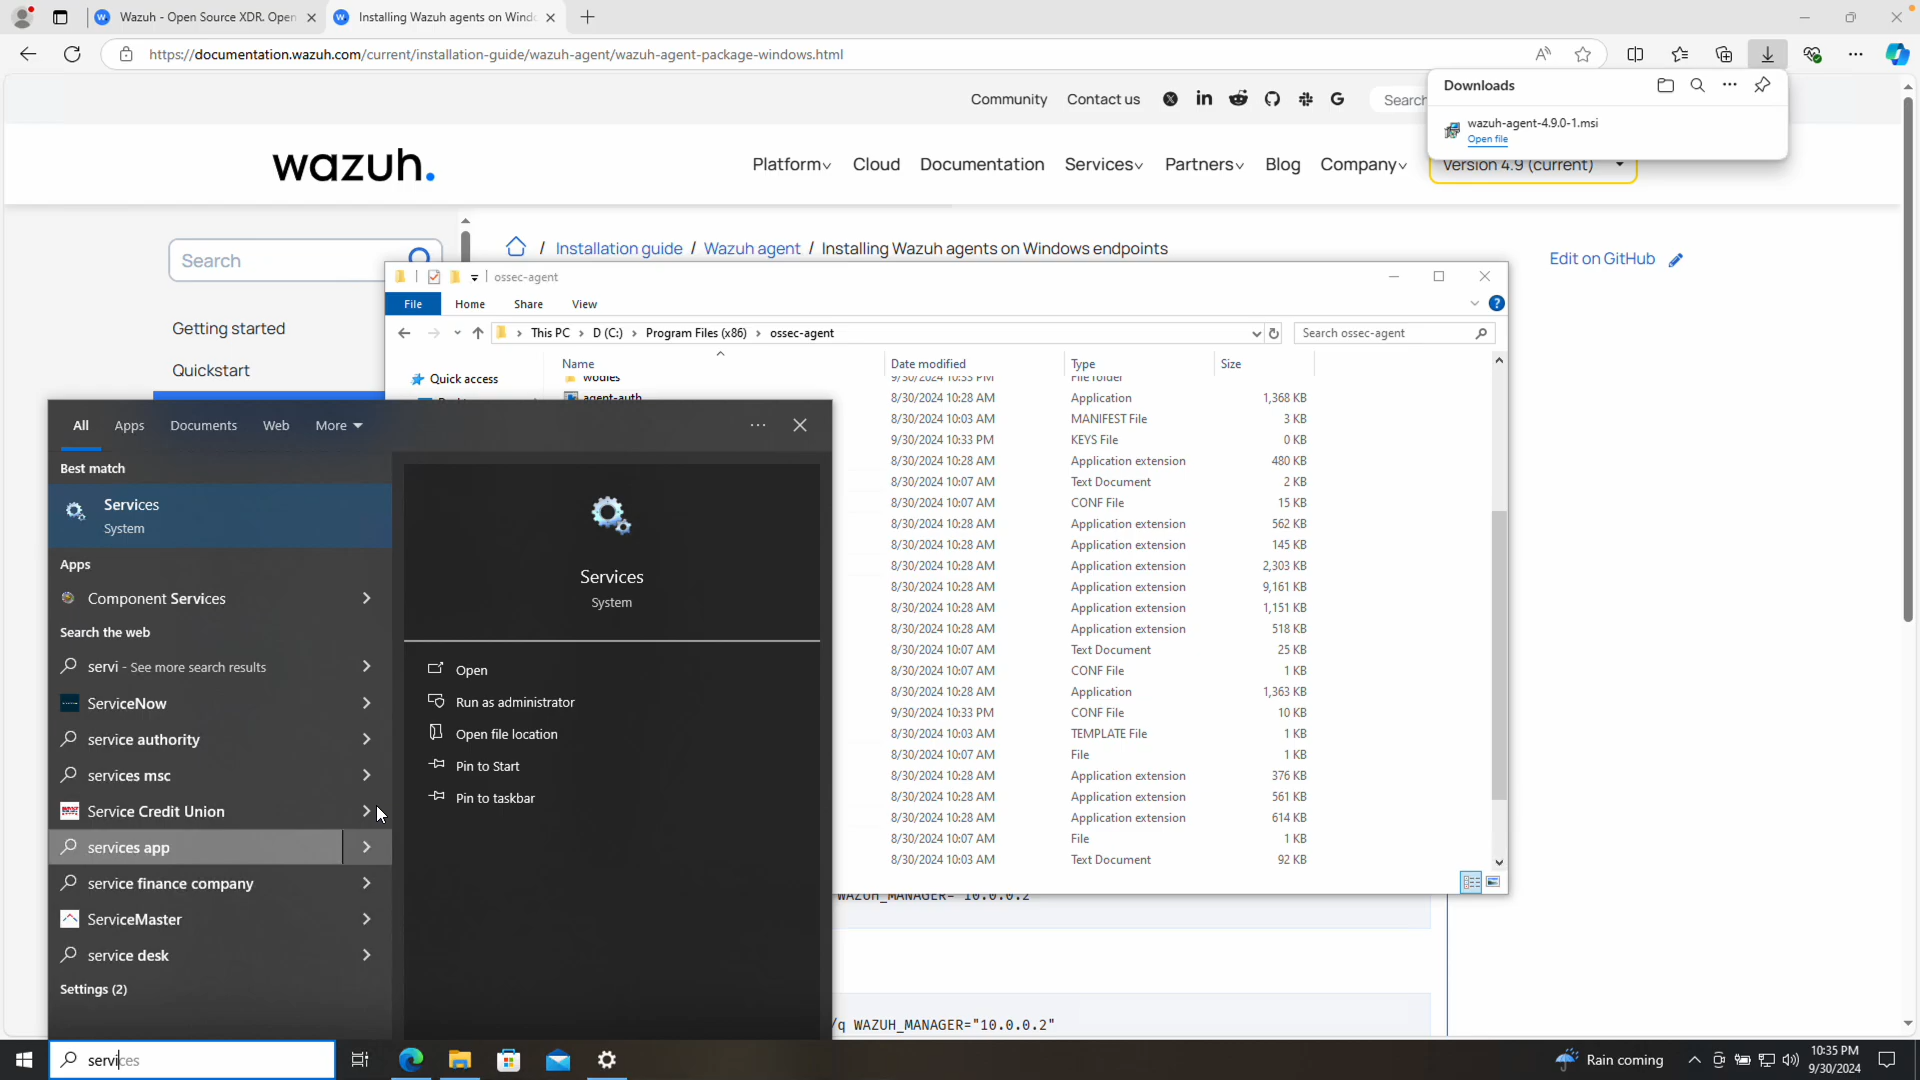 Wazuh - Open Source XDR. Open
Installing Wazuh agents on Windo
https://documentation.wazuh.com/current/installation-guide/wazuh-agent/wazuh-agent-package-windows.html
Downloads
wazuh-agent-4.9.0-1.msi
Open file
Community
Contact us
Search
wazuh.
Platform
Cloud
Documentation
Services
Partners
Blog
Company
Version 4.9 (current)
Search
/ Installation guide / Wazuh agent / Installing Wazuh agents on Windows endpoints
Edit on GitHub
Getting started
Quickstart
ossec-agent
File
Home
Share
View
This PC > D (C:) > Program Files (x86) > ossec-agent
Search ossec-agent
Name
Date modified
Type
Size
Quick access
wodles
9/30/2024 10:33 PM File folder
agent-auth
8/30/2024 10:28 AM Application 1,368 KB
8/30/2024 10:03 AM MANIFEST File 3 KB
9/30/2024 10:33 PM KEYS File 0 KB
8/30/2024 10:28 AM Application extension 480 KB
8/30/2024 10:07 AM Text Document 2 KB
8/30/2024 10:07 AM CONF File 15 KB
8/30/2024 10:28 AM Application extension 562 KB
8/30/2024 10:28 AM Application extension 145 KB
8/30/2024 10:28 AM Application extension 2,303 KB
8/30/2024 10:28 AM Application extension 9,161 KB
8/30/2024 10:28 AM Application extension 1,151 KB
8/30/2024 10:28 AM Application extension 518 KB
8/30/2024 10:07 AM Text Document 25 KB
8/30/2024 10:07 AM CONF File 1 KB
8/30/2024 10:28 AM Application 1,363 KB
9/30/2024 10:33 PM CONF File 10 KB
8/30/2024 10:03 AM TEMPLATE File 1 KB
8/30/2024 10:07 AM File 1 KB
8/30/2024 10:28 AM Application extension 376 KB
8/30/2024 10:28 AM Application extension 561 KB
8/30/2024 10:28 AM Application extension 614 KB
8/30/2024 10:07 AM File 1 KB
8/30/2024 10:03 AM Text Document 92 KB
WAZUH_MANAGER="10.0.0.2"
/q WAZUH_MANAGER="10.0.0.2"
All
Apps
Documents
Web
More
Best match
Services
System
Apps
Component Services
Search the web
servi - See more search results
ServiceNow
service authority
services msc
Service Credit Union
services app
service finance company
ServiceMaster
service desk
Settings (2)
Services
System
Open
Run as administrator
Open file location
Pin to Start
Pin to taskbar
services
Rain coming
10:35 PM
9/30/2024